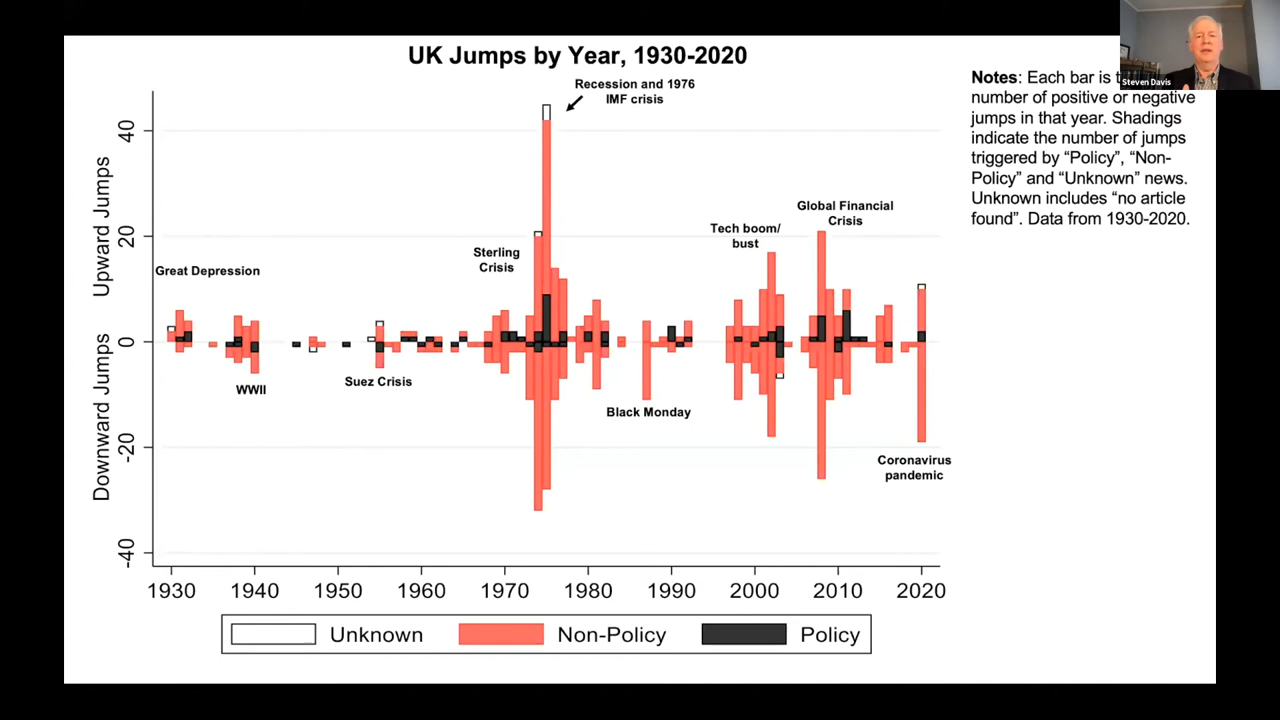 UK Jumps by Year, 1930-2020
Steven Davis
Notes: Each bar is
number of positive or negative
jumps in that year. Shadings
indicate the number of jumps
triggered by “Policy”, “Non-
Policy” and “Unknown” news.
Unknown includes “no article
found”. Data from 1930-2020.
Recession and 1976
IMF crisis
Global Financial
Crisis
Tech boom/
bust
Sterling
Crisis
Great Depression
WWII
Suez Crisis
Black Monday
Coronavirus
pandemic
Upward Jumps
Downward Jumps
40
20
0
-20
-40
1930 1940 1950 1960 1970 1980 1990 2000 2010 2020
Unknown Non-Policy Policy